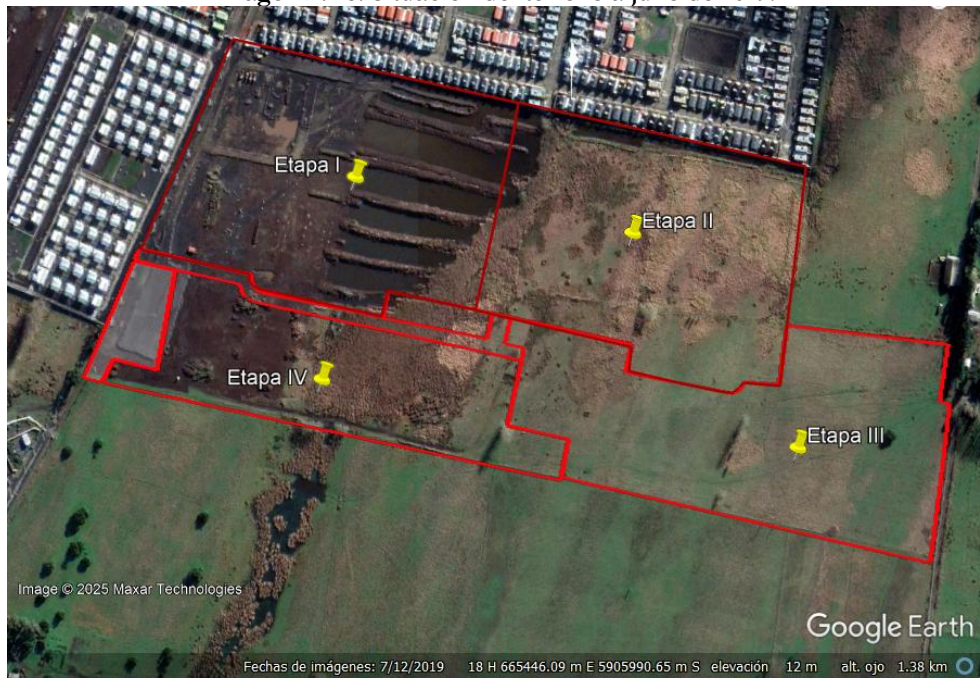 Etapa I
Etapa II
Etapa IV
Etapa III
Image © 2025 Maxar Technologies
Google Earth
Fechas de imágenes: 7/12/2019 18 H 665446.09 m E 5905990.65 m S elevación 12 m alt. ojo 1.38 km